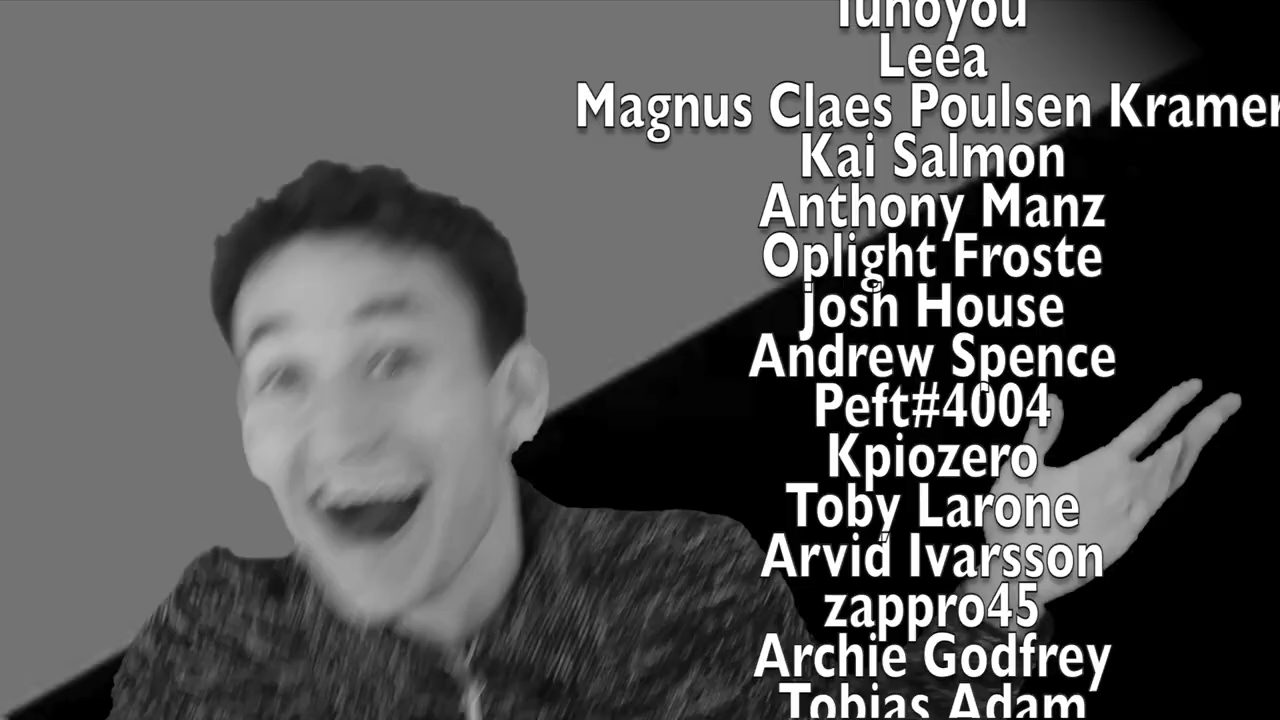 Leea
Magnus Claes Poulsen Kramer
Kai Salmon
Anthony Manz
Oplight Froste
Josh House
Andrew Spence
Peft#4004
Kpiozero
Toby Larone
Arvid Ivarsson
zappro45
Archie Godfrey
Tobias Adam